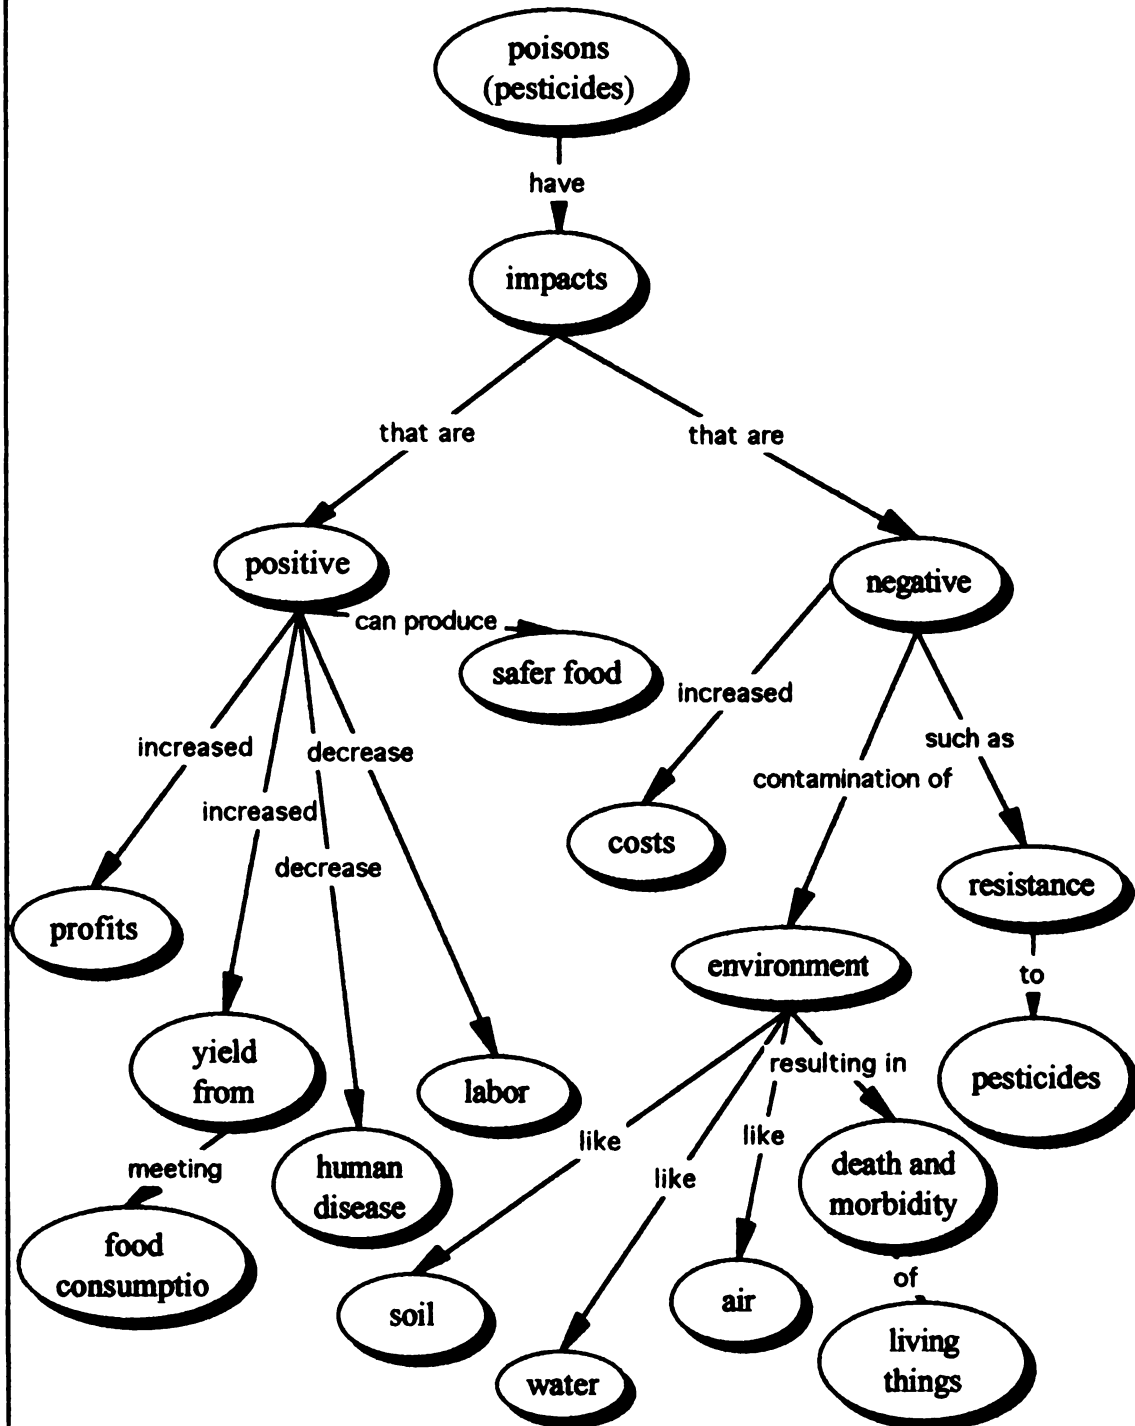 poisons
(pesticides)
have
impacts
that are
that are
positive
negative
can produce
safer food
increased
increased
decrease
such as
contamination of
increased
decrease
costs
resistance
profits
environment
to
yield
from
labor
resulting in
pesticides
like
like
like
meeting
human
disease
death and
morbidity
food
consumptio
of
soil
air
living
things
water